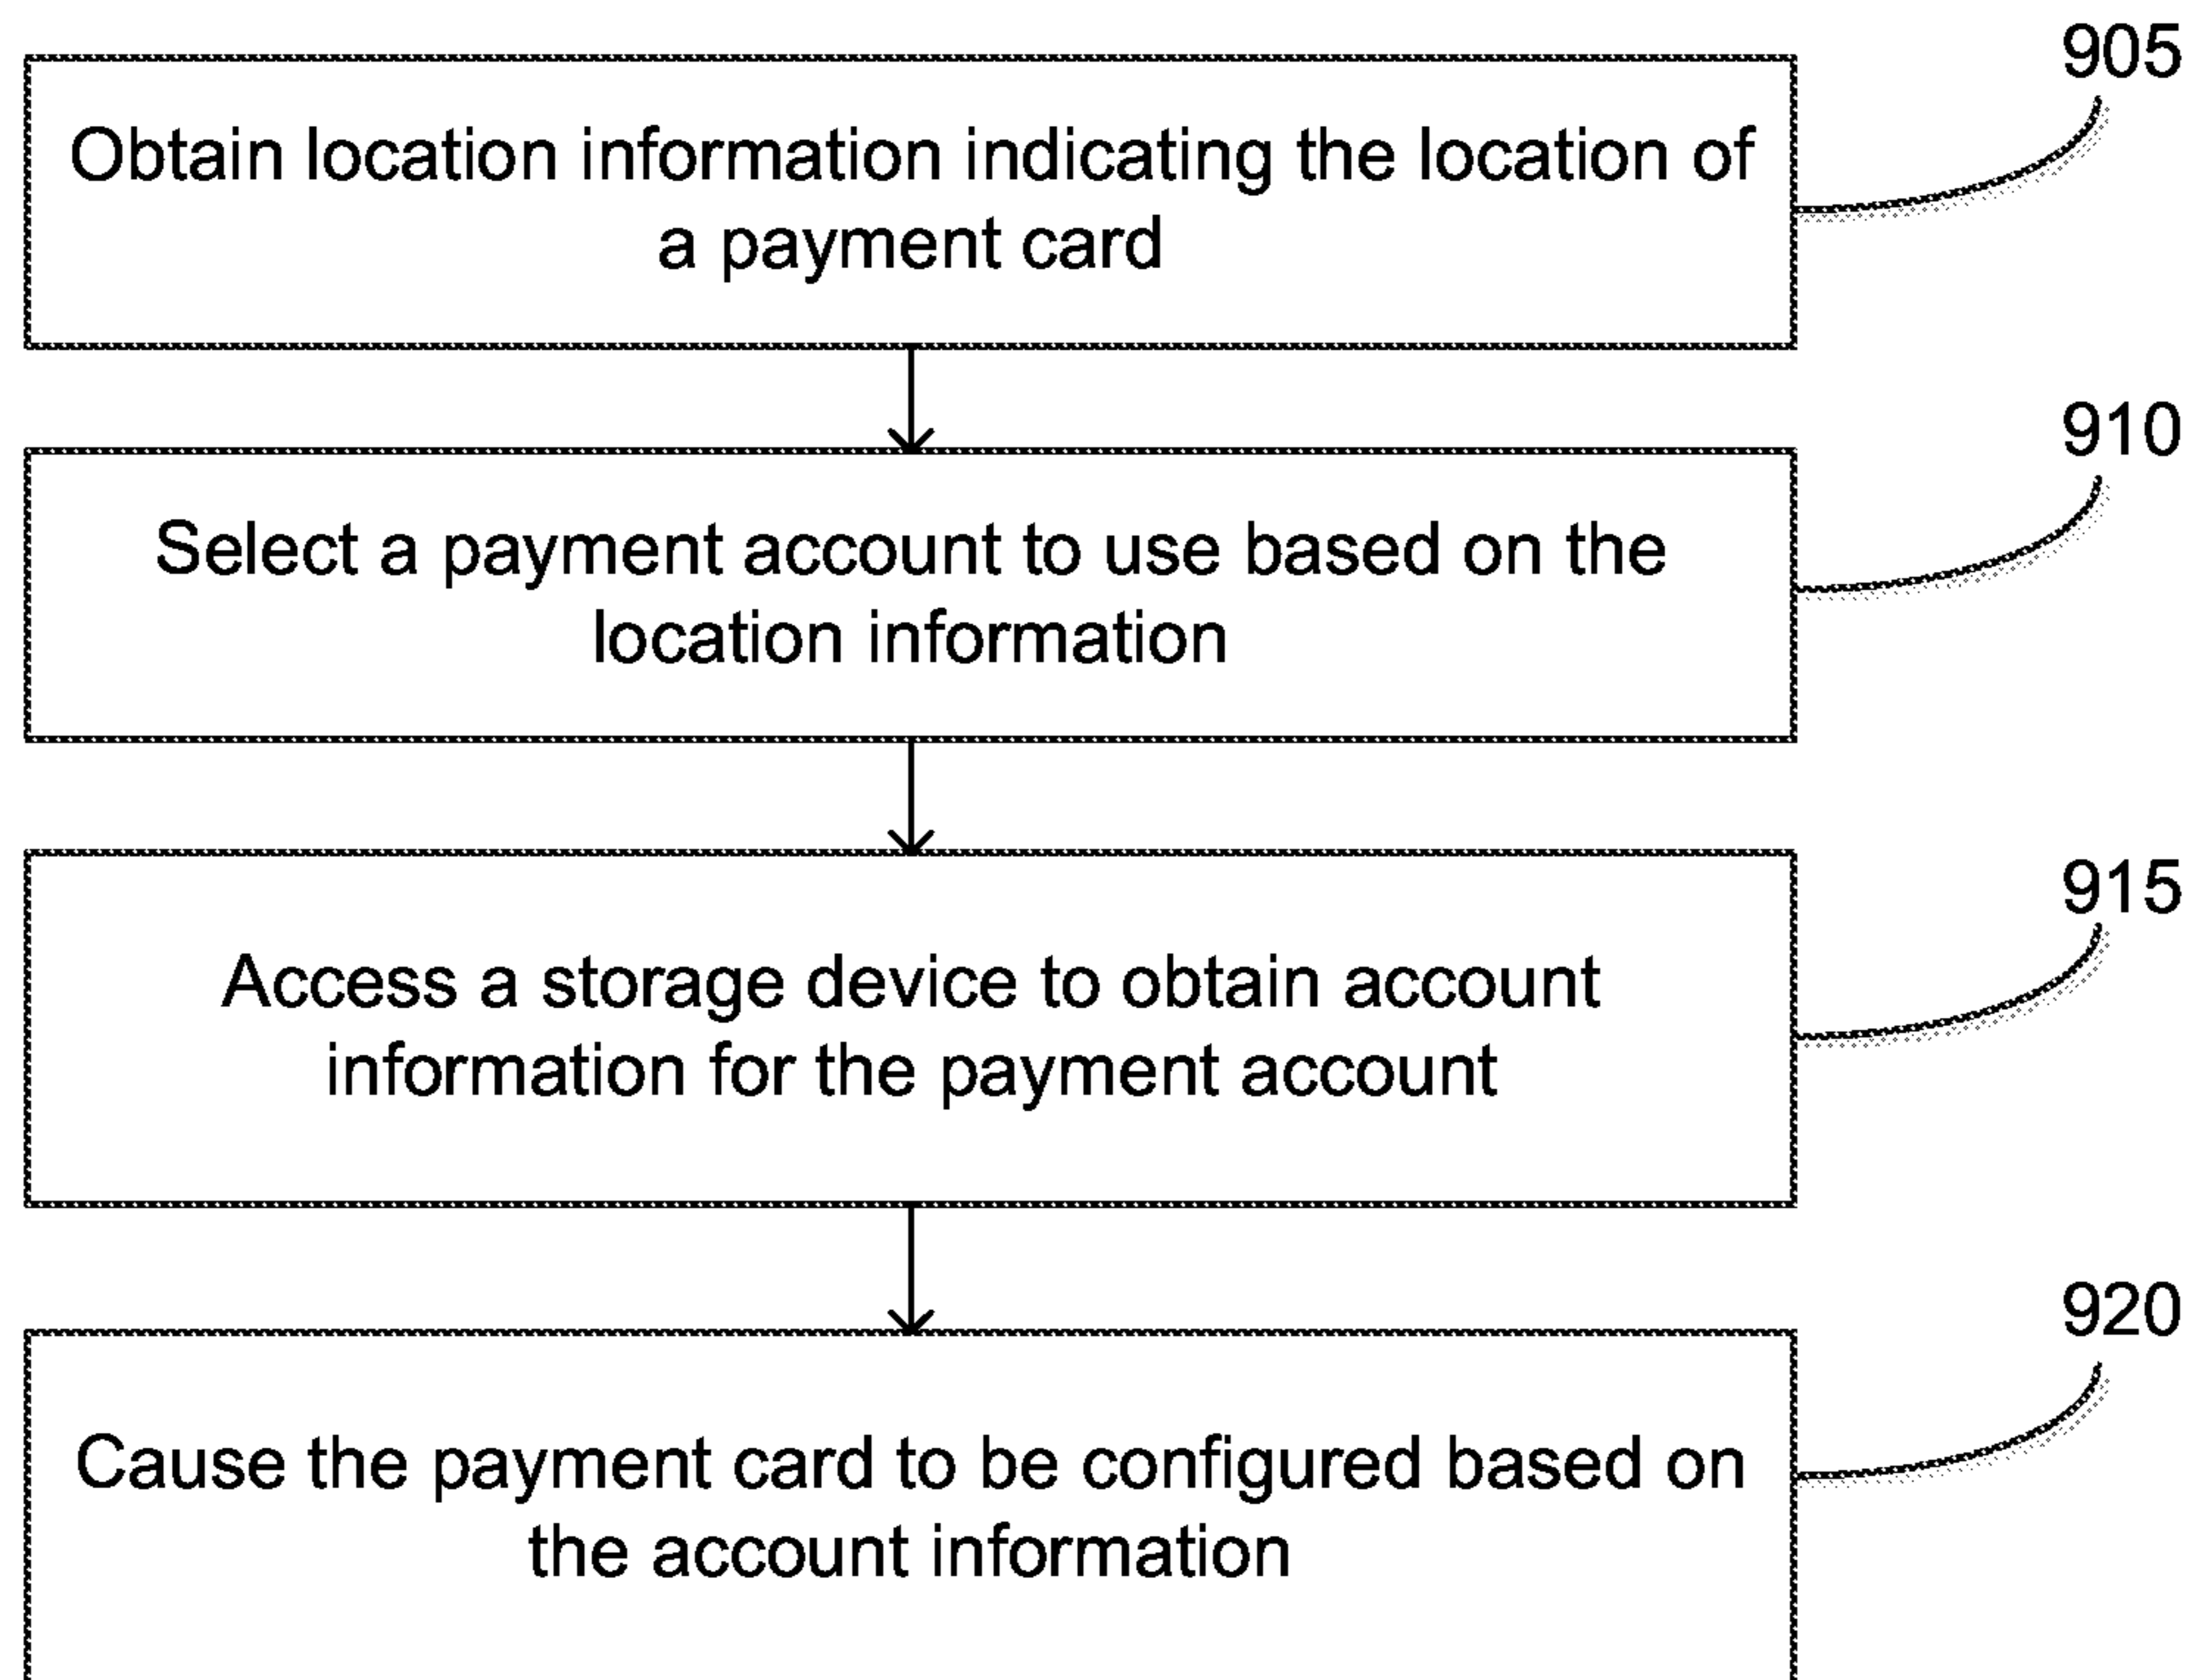 905
Obtain location information indicating the location of
a payment card
910
Select a payment account to use based on the
location information
915
Access a storage device to obtain account
information for the payment account
920
Cause the payment card to be configured based on
the account information